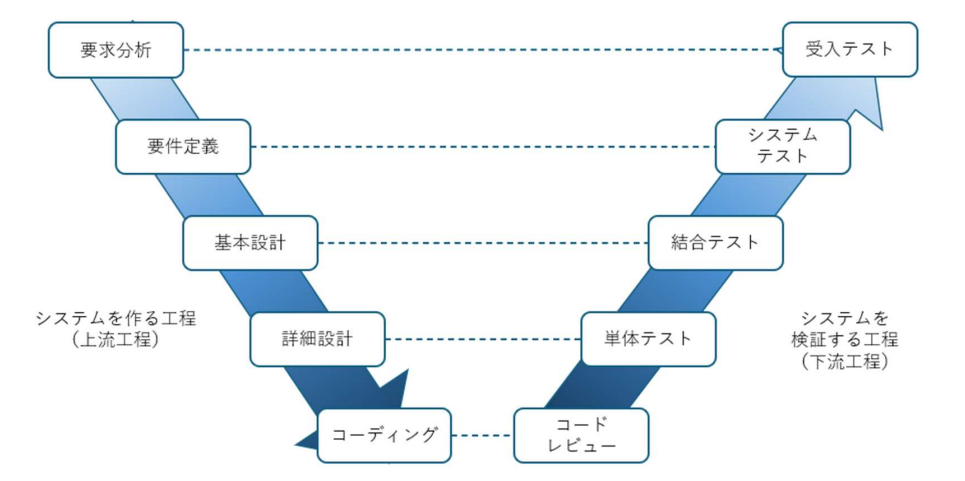 要求分析
受入テスト
要件定義
システム
テスト
基本設計
結合テスト
システムを作る工程
(上流工程)
詳細設計
単体テスト
システムを
検証する工程
(下流工程)
コーディング
コード
レビュー